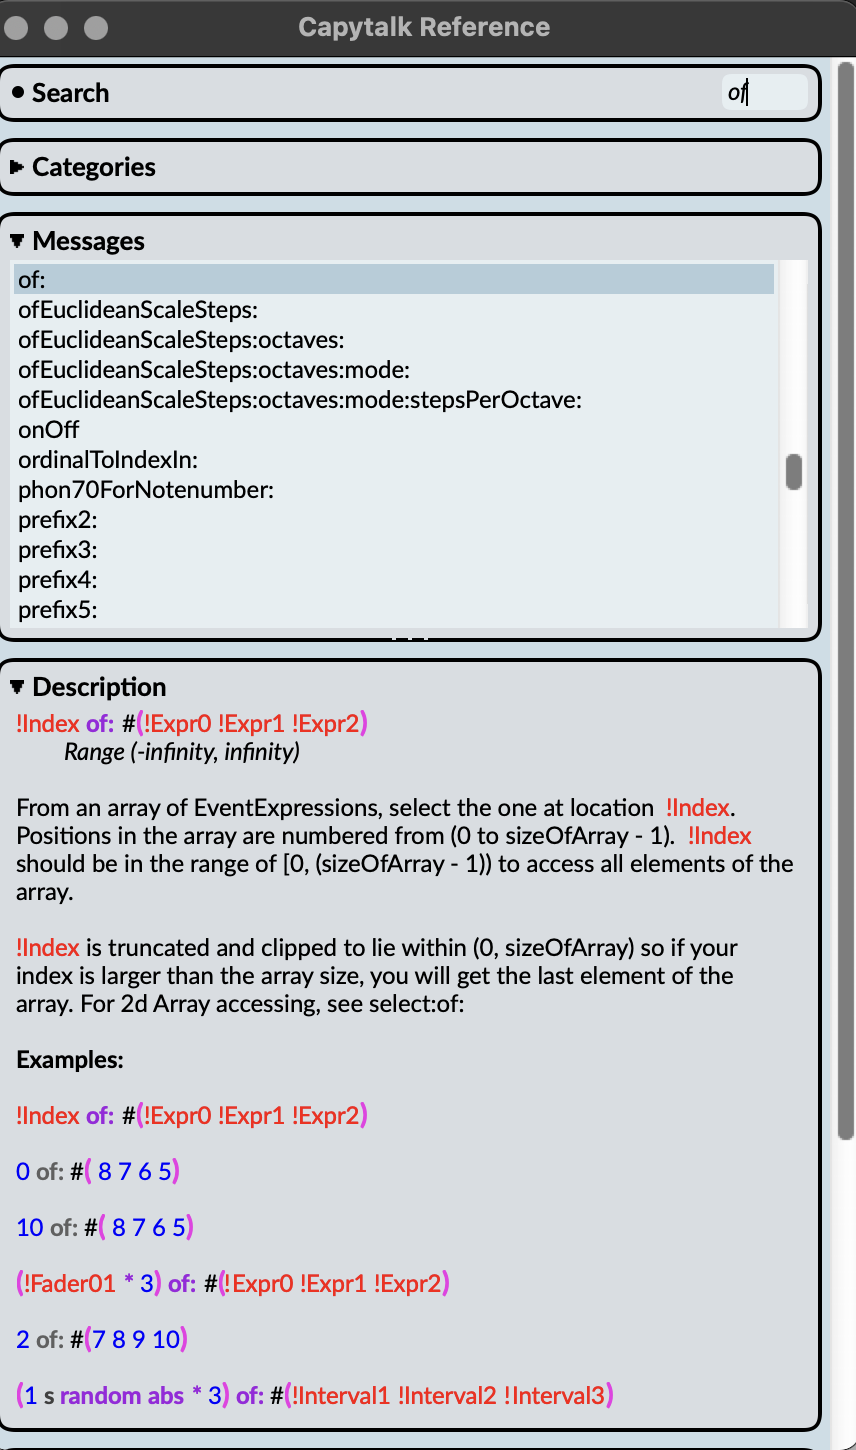 Capytalk Reference
Search
of
Categories
Messages
of:
ofEuclideanScaleSteps:
ofEuclideanScaleSteps:octaves:
ofEuclideanScaleSteps:octaves:mode:
ofEuclideanScaleSteps:octaves:mode:stepsPerOctave:
onOff
ordinalToIndexIn:
phon70ForNotenumber:
prefix2:
prefix3:
prefix4:
prefix5:
Description
!Index of: #(!Expr0 !Expr1 !Expr2)
Range (-infinity, infinity)
From an array of EventExpressions, select the one at location !Index.
Positions in the array are numbered from (0 to sizeOfArray - 1). !Index
should be in the range of [0, (sizeOfArray - 1)) to access all elements of the
array.
!Index is truncated and clipped to lie within (0, sizeOfArray) so if your
index is larger than the array size, you will get the last element of the
array. For 2d Array accessing, see select:of:
Examples:
!Index of: #(!Expr0 !Expr1 !Expr2)
0 of: #( 8 7 6 5)
10 of: #( 8 7 6 5)
(!Fader01 * 3) of: #(!Expr0 !Expr1 !Expr2)
2 of: #(7 8 9 10)
(1 s random abs * 3) of: #(!Interval1 !Interval2 !Interval3)